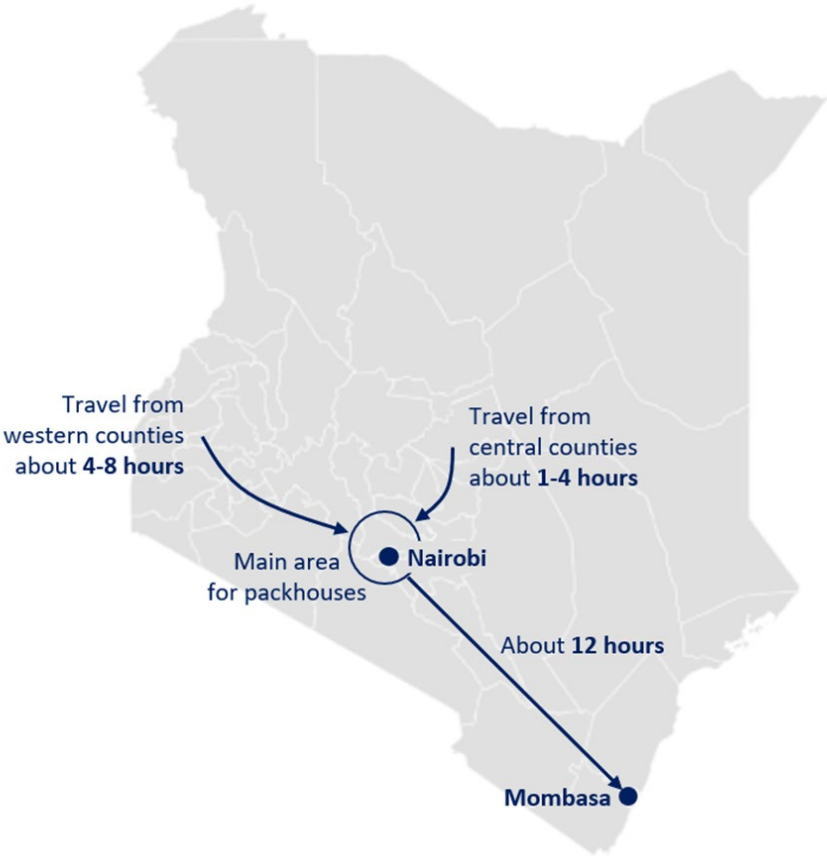 Travel from
western counties
about 4-8 hours
Travel from
central counties
about 1-4 hours
Nairobi
Main area
for packhouses
About 12 hours
Mombasa